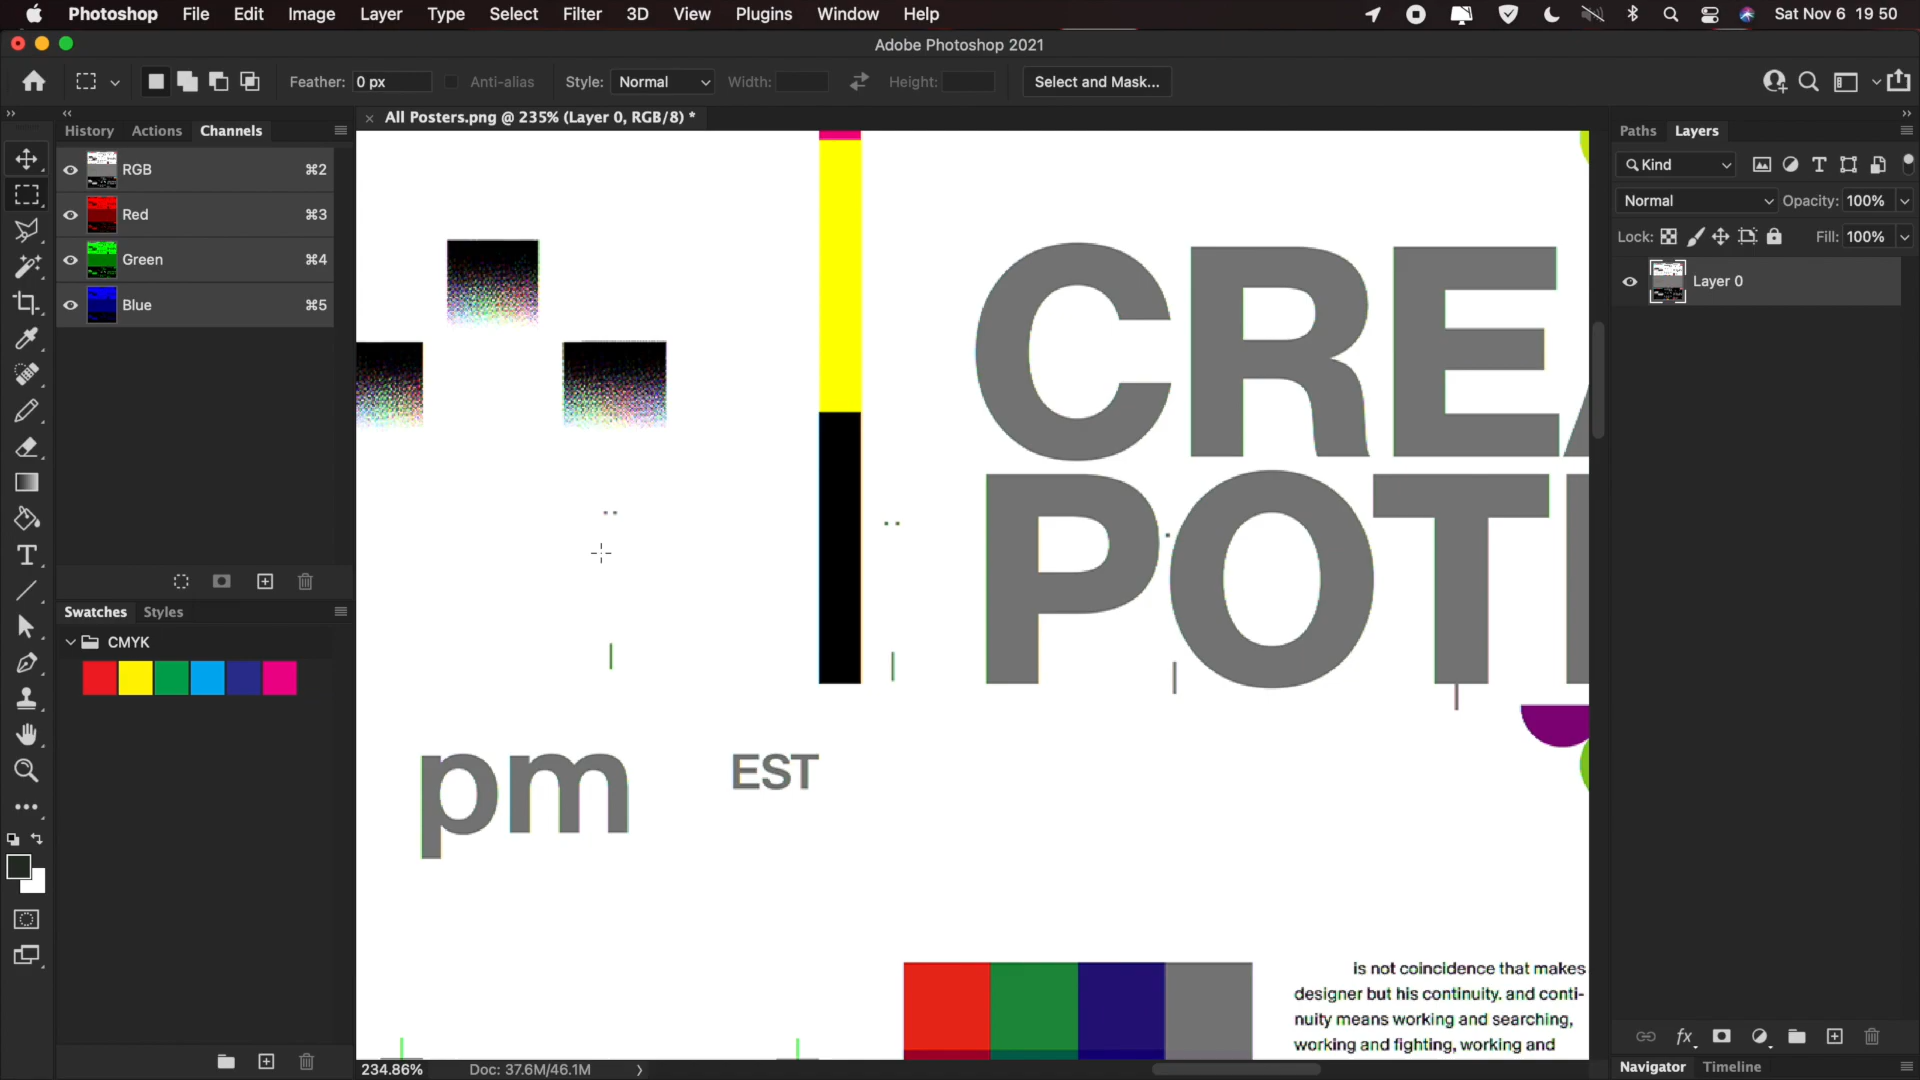 Photoshop File Edit Image Layer Type Select Filter 3D View Plugins Window Help Sat Nov 6 19 50
Adobe Photoshop 2021
Feather: 0 px Anti-alias Style: Normal Width: Height: Select and Mask...
All Posters.png @ 235% (Layer 0, RGB/8) *
History Actions Channels
RGB ⌘2
Red ⌘3
Green ⌘4
Blue ⌘5
Swatches Styles
CMYK
CREA
POT
pm EST
is not coincidence that makes
designer but his continuity. and conti-
nuity means working and searching,
working and fighting, working and
234.86% Doc: 37.6M/46.1M
Paths Layers
Kind
Normal Opacity: 100%
Lock: Fill: 100%
Layer 0
fx
Navigator Timeline